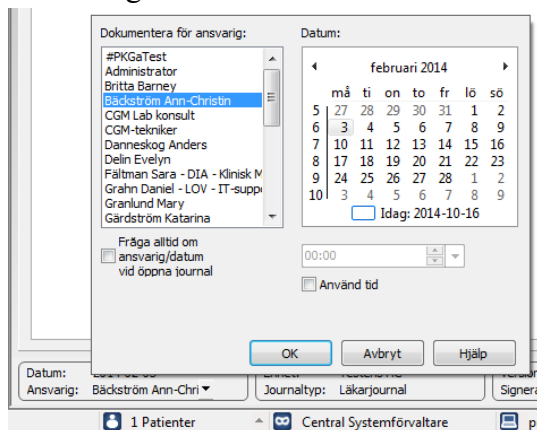 Dokumentera för ansvarig:
#PKGaTest
Administrator
Britta Barney
Bäckström Ann-Christin
CGM Lab konsult
CGM-tekniker
Danneskog Anders
Delin Evelyn
Fältman Sara - DIA - Klinisk M
Grahn Daniel - LOV - IT-suppo
Granlund Mary
Gärdström Katarina
Fråga alltid om
ansvarig/datum
vid öppna journal
Datum:
februari 2014
må ti on to fr lö sö
5 27 28 29 30 31 1 2
6 3 4 5 6 7 8 9
7 10 11 12 13 14 15 16
8 17 18 19 20 21 22 23
9 24 25 26 27 28 1 2
10 3 4 5 6 7 8 9
Idag: 2014-10-16
00:00
Använd tid
OK Avbryt Hjälp
Datum:
Ansvarig: Bäckström Ann-Chri
Journaltyp: Läkarjournal
Signera
1 Patienter Central Systemförvaltare p